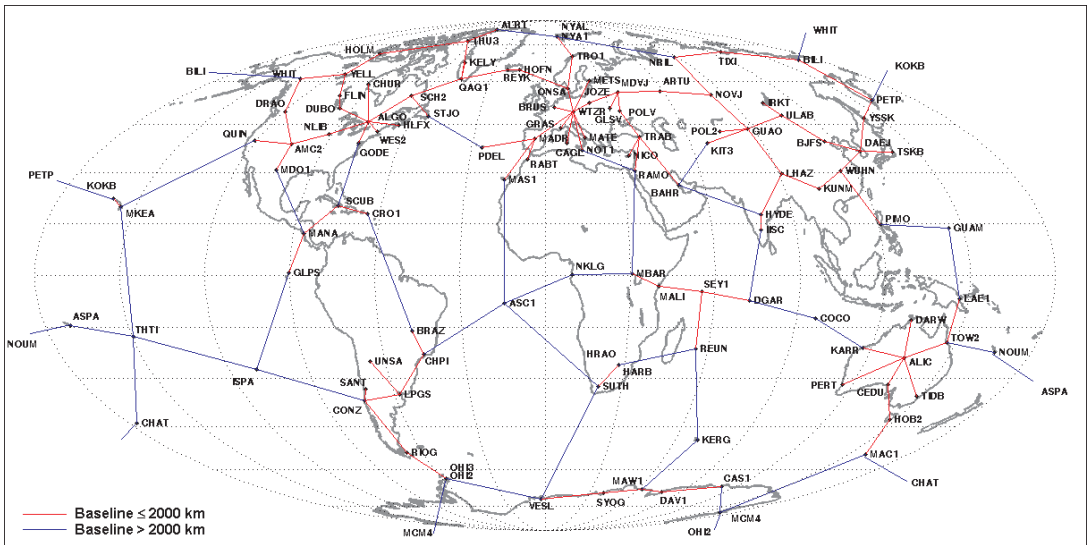 ALRT
NYAL
NYA1
WHIT
THU3
HOLM
TRO1
NRIL
TIXI
BILI
BILI
WHIT
YELL
KELY
REYK
HOFN
METS
MDVJ
ARTU
KOKB
CHUR
QAQ1
ONSA
JOZE
NOVJ
PETP
DRAO
FLIN
SCH2
DUBO
STJO
BRUS
WTZR
GLSV
POLV
IRKT
ULAB
YSSK
ALGO
HLFX
GRAS
QUIN
NLIB
WES2
MADR
MATE
TRAB
POL2
GUAO
AMC2
GODE
PDEL
CAGL
NOT1
NICO
KIT3
BJFS
DAEJ
TSKB
RABT
PETP
MDO1
MAS1
RAMO
BAHR
LHAZ
WUHN
KOKB
KUNM
MKEA
SCUB
CRO1
HYDE
PIMO
MANA
IISC
GUAM
GLPS
NKLG
MBAR
MALI
SEY1
DGAR
LAE1
ASC1
ASPA
COCO
DARW
NOUM
THTI
BRAZ
KARR
TOW2
UNSA
CHPI
HRAO
REUN
ALIC
NOUM
ISPA
HARB
SANT
LPGS
SUTH
PERT
CEDU
TIDB
ASPA
CONZ
CHAT
HOB2
KERG
RIOG
MAC1
OHI3
OHI2
CHAT
MAW1
CAS1
VESL
SYOG
DAV1
Baseline ≤ 2000 km
MCM4
Baseline > 2000 km
MCM4
OHI2